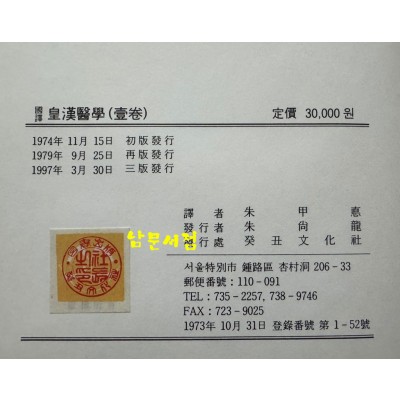 國譯 皇漢醫學(壹卷) 定價 30,000원
1974年 11月 15日 初版發行
1979年 9月 25日 再版發行
1997年 3月 30日 三版發行
譯者 朱甲悳
發行者 朱尙龍
發行處 癸丑文化社
남문서점
서울特別市 鍾路區 杏村洞 206-33
郵便番號:110-091
TEL:735-2257, 738-9746
FAX:723-9025
1973年 10月 31日 登錄番號 第 1-52號